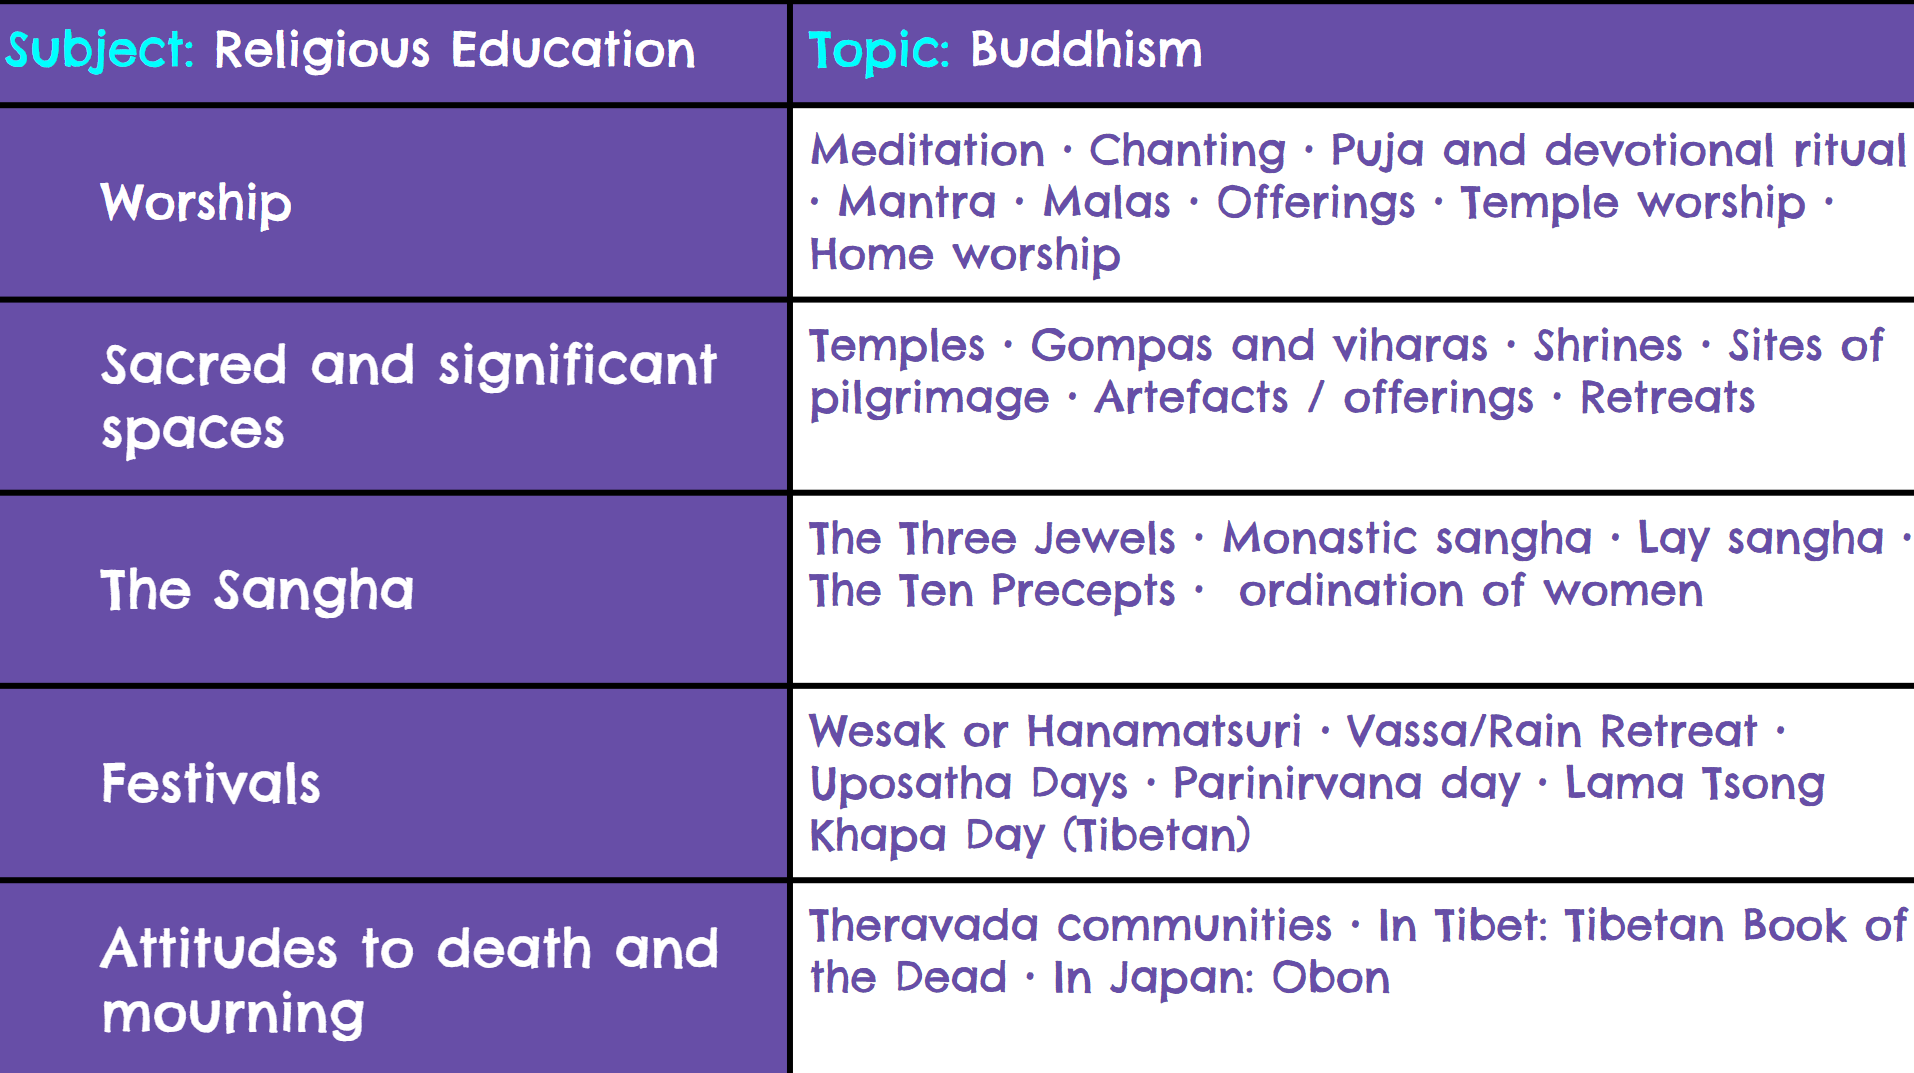 Subject: Religious Education
Topic: Buddhism
Worship
Meditation · Chanting · Puja and devotional ritual
· Mantra · Malas · Offerings · Temple worship ·
Home worship
Sacred and significant
spaces
Temples · Gompas and viharas · Shrines · Sites of
pilgrimage · Artefacts / offerings · Retreats
The Sangha
The Three Jewels · Monastic sangha · Lay sangha ·
The Ten Precepts ·  ordination of women
Festivals
Wesak or Hanamatsuri · Vassa/Rain Retreat ·
Uposatha Days · Parinirvana day · Lama Tsong
Khapa Day (Tibetan)
Attitudes to death and
mourning
Theravada communities · In Tibet: Tibetan Book of
the Dead · In Japan: Obon